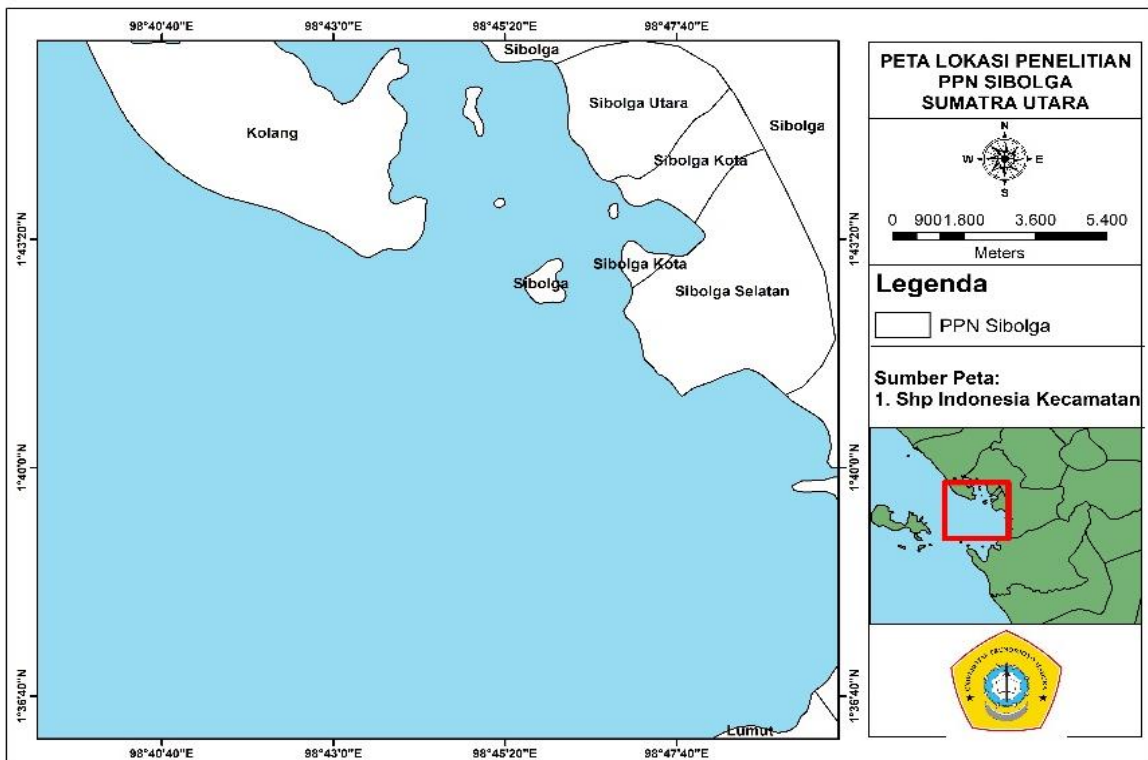 98°40'40"E 98°43'0"E 98°45'20"E 98°47'40"E
Sibolga
Sibolga Utara
Kolang
Sibolga
Sibolga Kota
Sibolga Kota
Sibolga
Sibolga Selatan
Lumut
1°43'20"N
1°40'0"N
1°36'40"N
1°43'20"N
1°40'0"N
1°36'40"N
98°40'40"E 98°43'0"E 98°45'20"E 98°47'40"E
PETA LOKASI PENELITIAN
PPN SIBOLGA
SUMATRA UTARA
N
W E
S
0 9001.800 3.600 5.400
Meters
Legenda
PPN Sibolga
Sumber Peta:
1. Shp Indonesia Kecamatan
UNIVERSITAS TRUNODJOYO MADURA